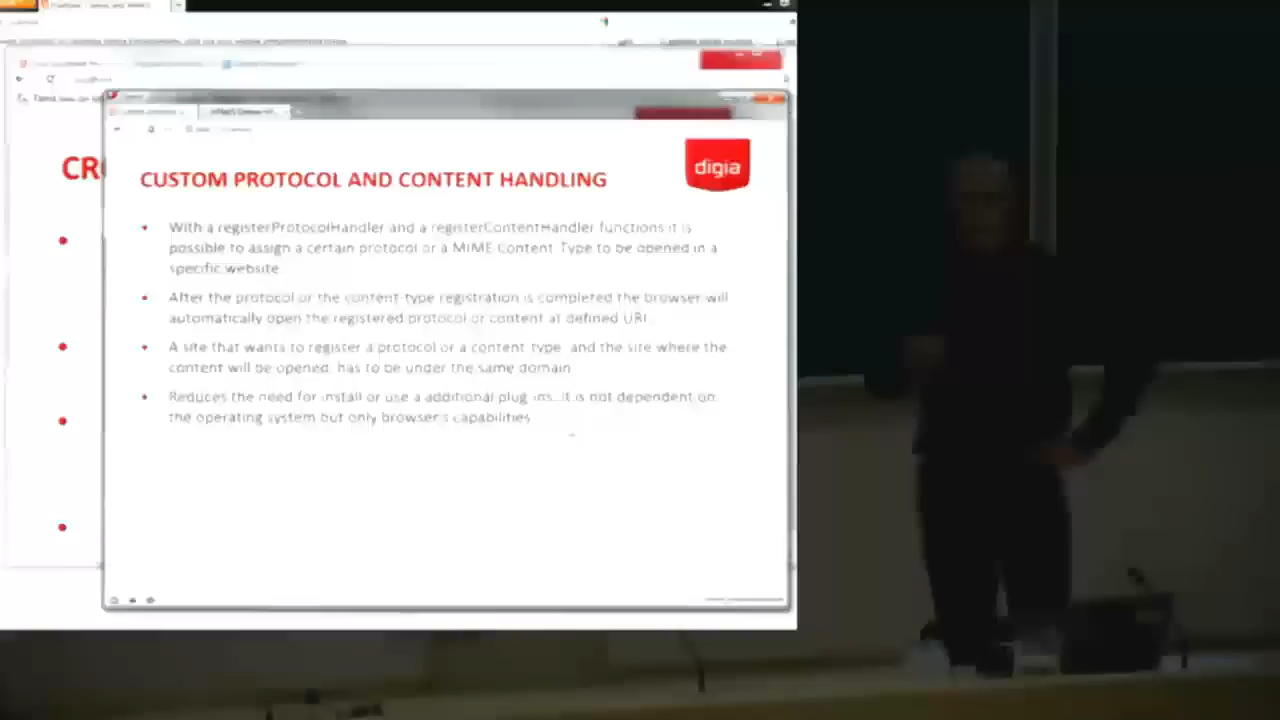 CR
digia
CUSTOM PROTOCOL AND CONTENT HANDLING
With a registerProtocolHandler and a registerContentHandler functions it is
possible to assign a certain protocol or a MIME Content Type to be opened in a
specific website
After the protocol or the content-type registration is completed the browser will
automatically open the registered protocol or content at defined URL
A site that wants to register a protocol or a content type and the site where the
content will be opened has to be under the same domain
Reduces the need for install or use a additional plug ins. It is not dependent on
the operating system but only browser's capabilities